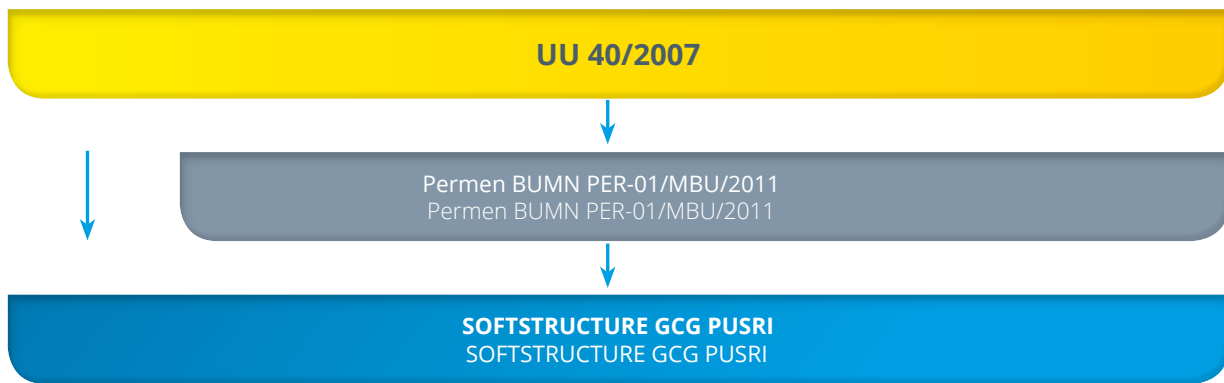 UU 40/2007
Permen BUMN PER-01/MBU/2011
Permen BUMN PER-01/MBU/2011
SOFTSTRUCTURE GCG PUSRI
SOFTSTRUCTURE GCG PUSRI